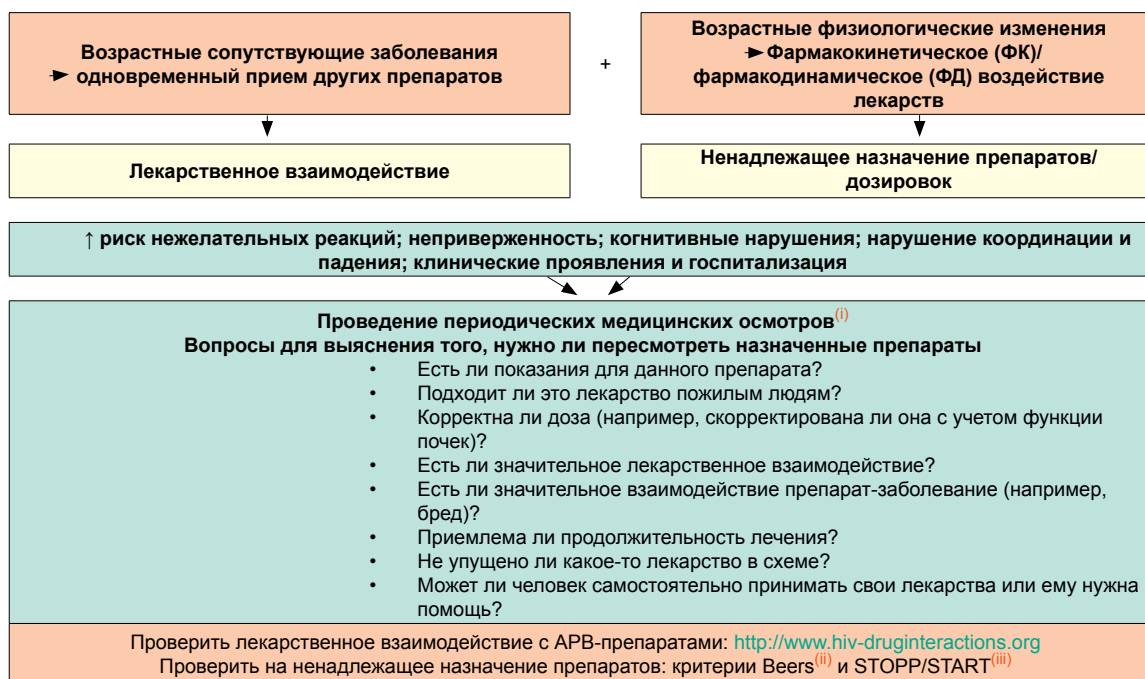 Возрастные сопутствующие заболевания
➛ одновременный прием других препаратов
+
Возрастные физиологические изменения
➛ Фармакокинетическое (ФК)/
фармакодинамическое (ФД) воздействие
лекарств
Лекарственное взаимодействие
Ненадлежащее назначение препаратов/
дозировок
↑ риск нежелательных реакций; неприверженность; когнитивные нарушения; нарушение координации и
падения; клинические проявления и госпитализация
Проведение периодических медицинских осмотров(i)
Вопросы для выяснения того, нужно ли пересмотреть назначенные препараты
• Есть ли показания для данного препарата?
• Подходит ли это лекарство пожилым людям?
• Корректна ли доза (например, скорректирована ли она с учетом функции
почек)?
• Есть ли значительное лекарственное взаимодействие?
• Есть ли значительное взаимодействие препарат-заболевание (например,
бред)?
• Приемлема ли продолжительность лечения?
• Не упущено ли какое-то лекарство в схеме?
• Может ли человек самостоятельно принимать свои лекарства или ему нужна
помощь?
Проверить лекарственное взаимодействие с АРВ-препаратами: http://www.hiv-druginteractions.org
Проверить на ненадлежащее назначение препаратов: критерии Beers(ii) и STOPP/START(iii)